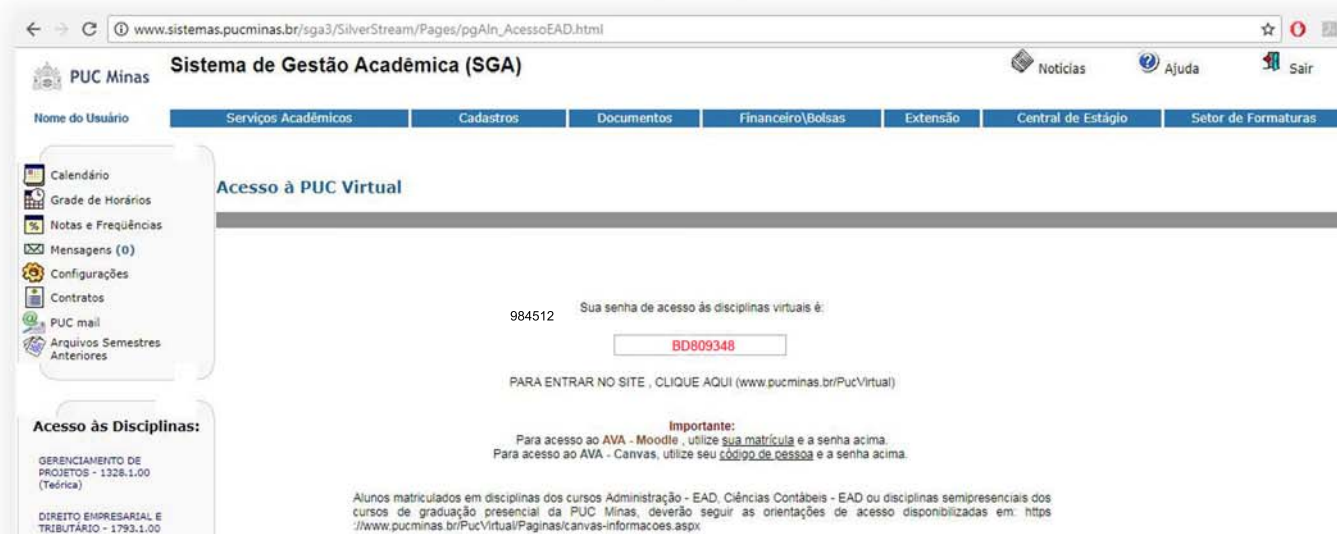 www.sistemas.pucminas.br/sga3/SilverStream/Pages/pgAln_AcessoEAD.html
PUC Minas
Sistema de Gestão Acadêmica (SGA)
Noticias
Ajuda
Sair
Nome do Usuário
Serviços Acadêmicos
Cadastros
Documentos
Financeiro\Bolsas
Extensão
Central de Estágio
Setor de Formaturas
Calendário
Grade de Horários
Notas e Freqüências
Mensagens (0)
Configurações
Contratos
PUC mail
Arquivos Semestres
Anteriores
Acesso às Disciplinas:
GERENCIAMENTO DE
PROJETOS - 1328.1.00
(Teórica)
DIREITO EMPRESARIAL E
TRIBUTÁRIO - 1793.1.00
Acesso à PUC Virtual
Sua senha de acesso às disciplinas virtuais é:
984512
BD809348
PARA ENTRAR NO SITE , CLIQUE AQUI (www.pucminas.br/PucVirtual)
Importante:
Para acesso ao AVA - Moodle , utilize sua matrícula e a senha acima.
Para acesso ao AVA - Canvas, utilize seu código de pessoa e a senha acima.
Alunos matriculados em disciplinas dos cursos Administração - EAD, Ciências Contábeis - EAD ou disciplinas semipresenciais dos
cursos de graduação presencial da PUC Minas, deverão seguir as orientações de acesso disponibilizadas em: https
://www.pucminas.br/PucVirtual/Paginas/canvas-informacoes.aspx